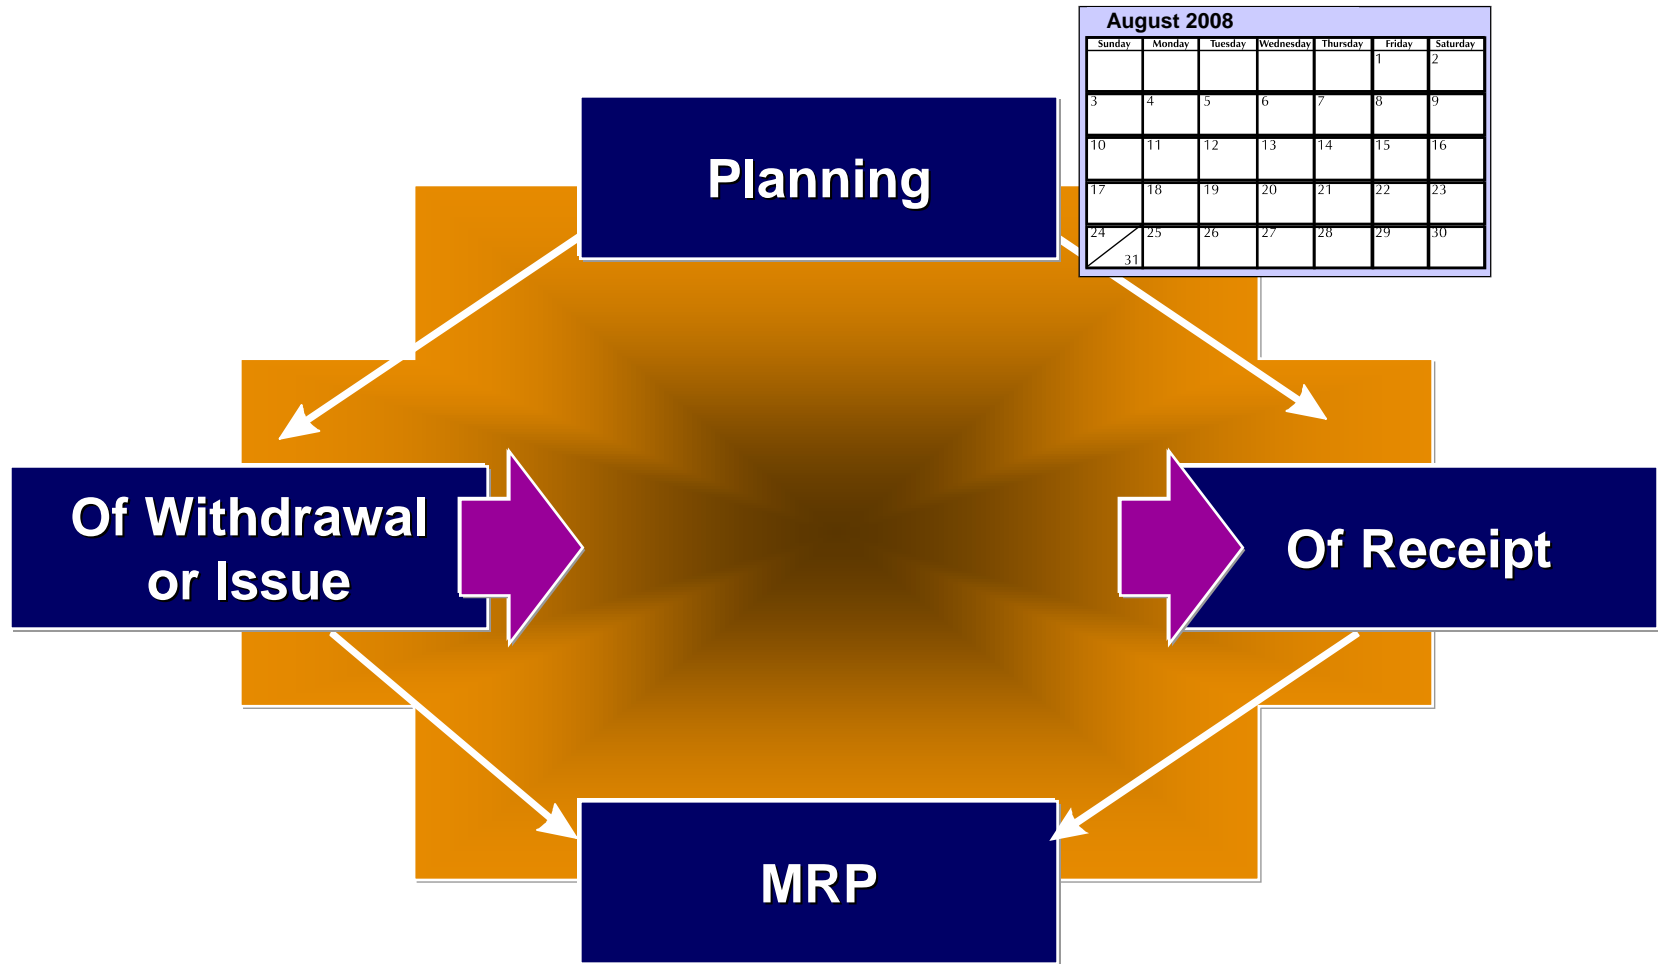 August 2008
Sunday Monday Tuesday Wednesday Thursday Friday Saturday
1 2
3 4 5 6 7 8 9
10 11 12 13 14 15 16
17 18 19 20 21 22 23
24 25 26 27 28 29 30
31
Planning
Of Withdrawal
or Issue
Of Receipt
MRP